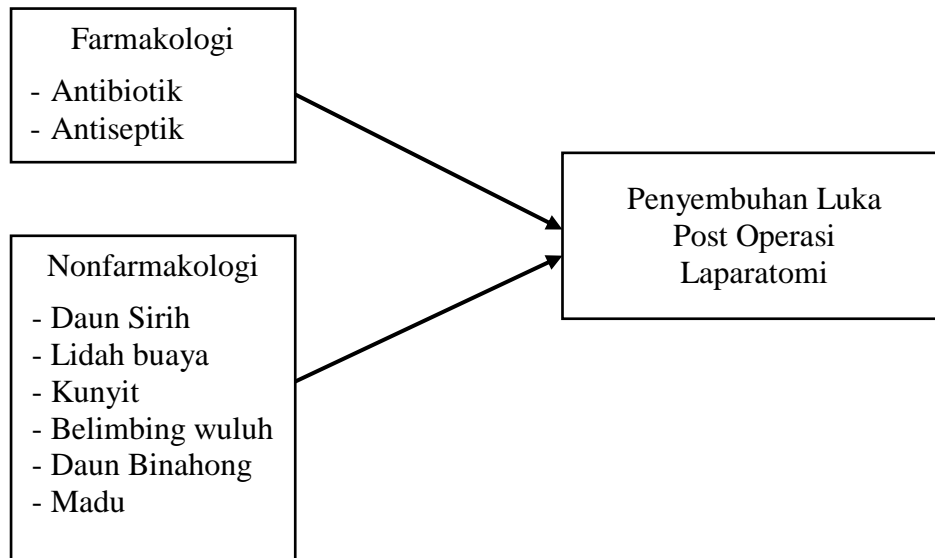 Farmakologi
- Antibiotik
- Antiseptik
Nonfarmakologi
- Daun Sirih
- Lidah buaya
- Kunyit
- Belimbing wuluh
- Daun Binahong
- Madu
Penyembuhan Luka
Post Operasi
Laparatomi